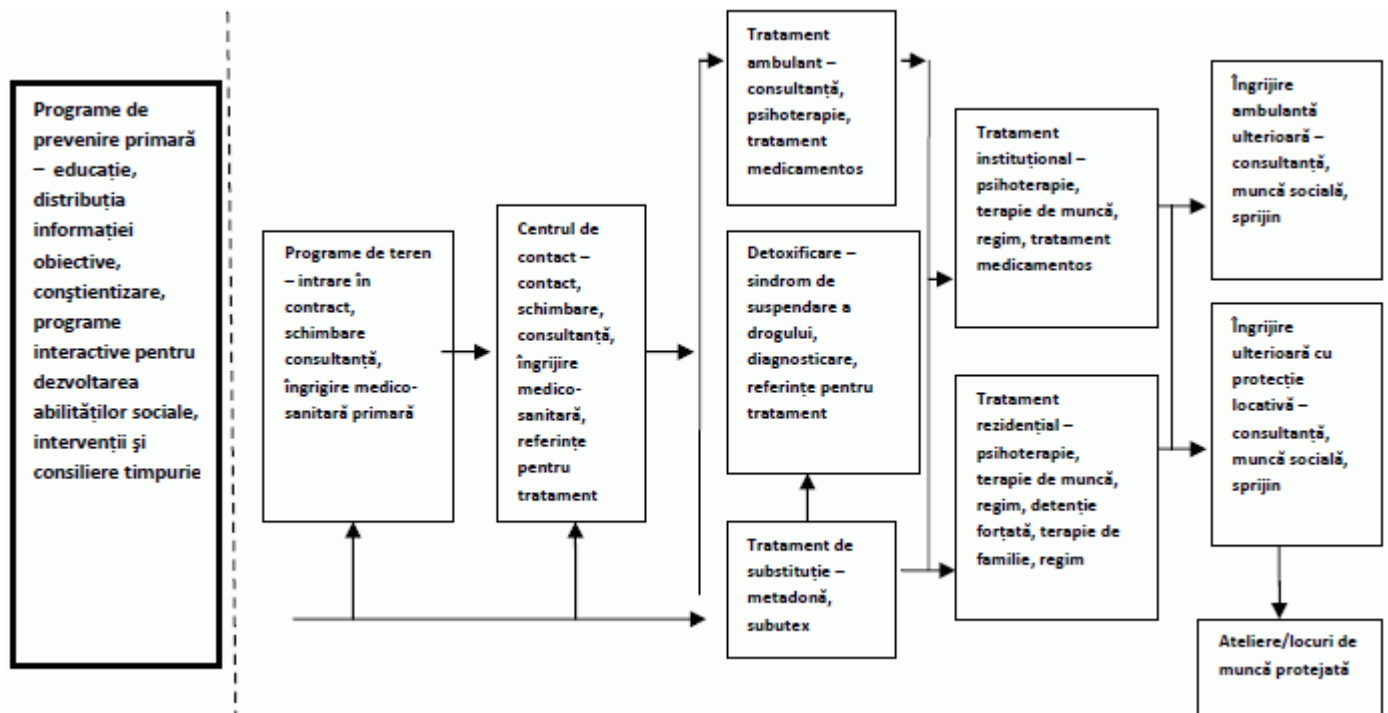 Programe de
prevenire primară
– educație,
distribuția
informației
obiective,
conştientizare,
programe
interactive pentru
dezvoltarea
abilităților sociale,
intervenții şi
consiliere timpurie
Programe de teren
– intrare în
contract,
schimbare
consultanță,
îngrigire medico-
sanitară primară
Centrul de
contact –
contact,
schimbare,
consultanță,
îngrijire
medico-
sanitară,
referințe
pentru
tratament
Tratament
ambulant –
consultanță,
psihoterapie,
tratament
medicamentos
Detoxificare –
sindrom de
suspendare a
drogului,
diagnosticare,
referințe pentru
tratament
Tratament de
substituție –
metadonă,
subutex
Tratament
instituțional –
psihoterapie,
terapie de muncă,
regim, tratament
medicamentos
Tratament
rezidențial –
psihoterapie,
terapie de muncă,
regim, detenție
forțată, terapie de
familie, regim
Îngrijire
ambulantă
ulterioară –
consultanță,
muncă socială,
sprijin
Îngrijire
ulterioară cu
protecție
locativă –
consultanță,
muncă socială,
sprijin
Ateliere/locuri de
muncă protejată